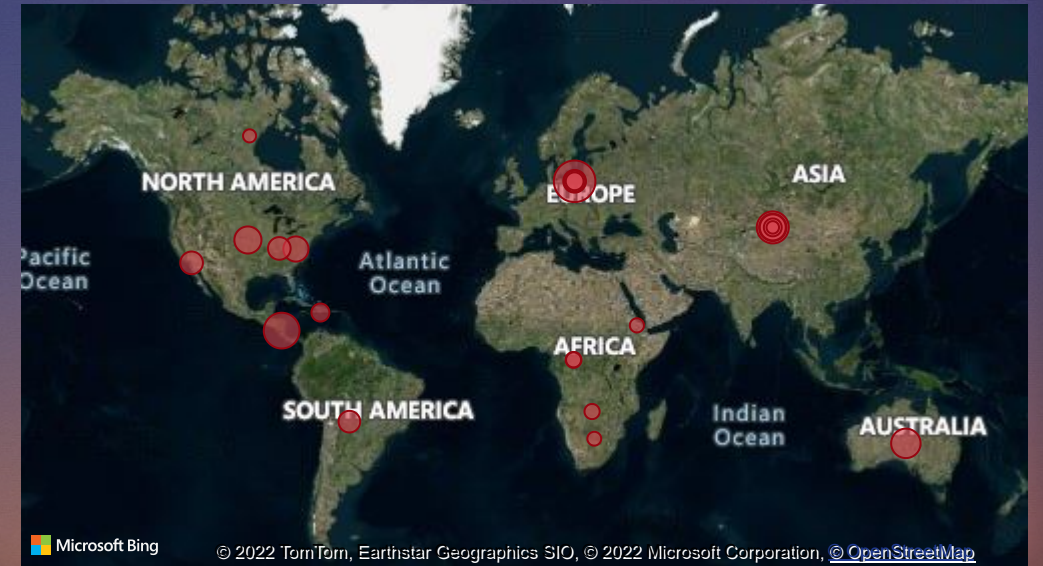 NORTH AMERICA
EUROPE
ASIA
Pacific
Ocean
Atlantic
Ocean
AFRICA
SOUTH AMERICA
Indian
Ocean
AUSTRALIA
Microsoft Bing
© 2022 TomTom, Earthstar Geographics SIO, © 2022 Microsoft Corporation, © OpenStreetMap